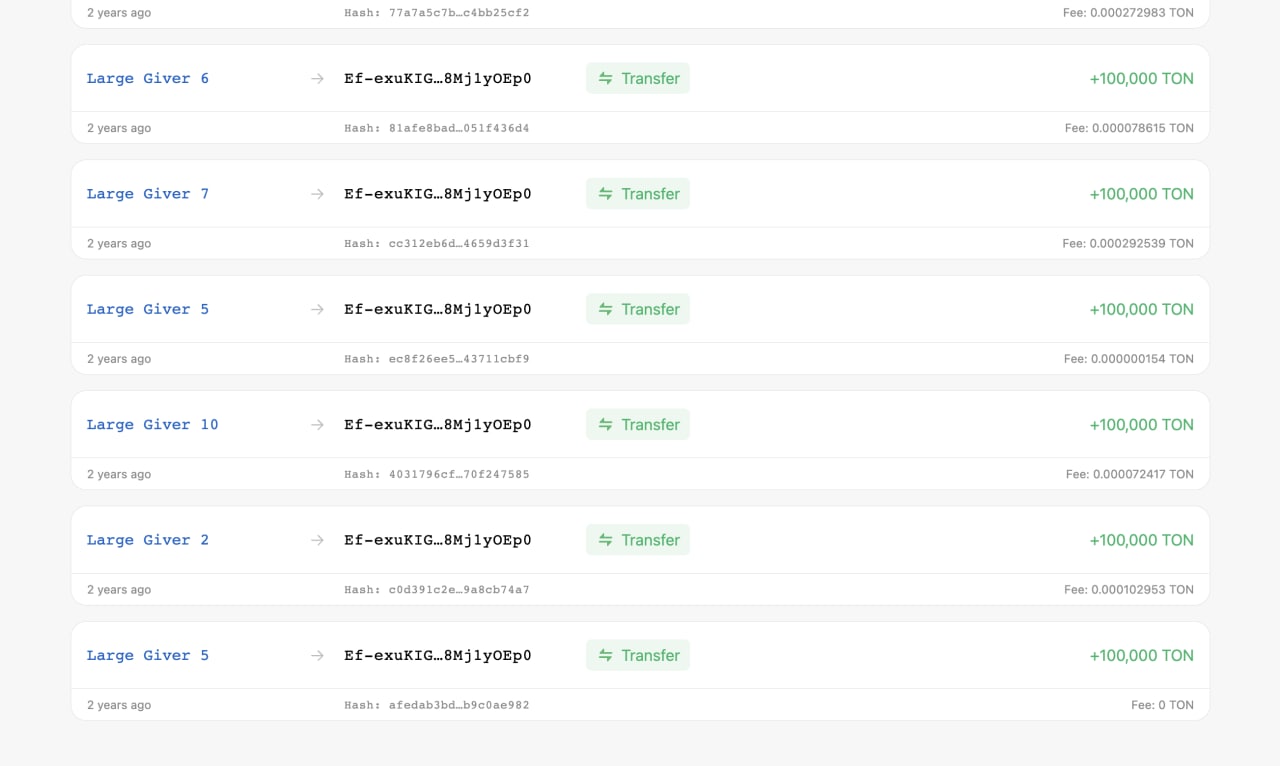 2 years ago Hash: 77a7a5c7b…c4bb25cf2 Fee: 0.000272983 TON
Large Giver 6 → Ef-exuKIG…8Mj1yOEp0 Transfer +100,000 TON
2 years ago Hash: 81afe8bad…051f436d4 Fee: 0.000078615 TON
Large Giver 7 → Ef-exuKIG…8Mj1yOEp0 Transfer +100,000 TON
2 years ago Hash: cc312eb6d…4659d3f31 Fee: 0.000292539 TON
Large Giver 5 → Ef-exuKIG…8Mj1yOEp0 Transfer +100,000 TON
2 years ago Hash: ec8f26ee5…43711cbf9 Fee: 0.000000154 TON
Large Giver 10 → Ef-exuKIG…8Mj1yOEp0 Transfer +100,000 TON
2 years ago Hash: 4031796cf…70f247585 Fee: 0.000072417 TON
Large Giver 2 → Ef-exuKIG…8Mj1yOEp0 Transfer +100,000 TON
2 years ago Hash: c0d391c2e…9a8cb74a7 Fee: 0.000102953 TON
Large Giver 5 → Ef-exuKIG…8Mj1yOEp0 Transfer +100,000 TON
2 years ago Hash: afedab3bd…b9c0ae982 Fee: 0 TON